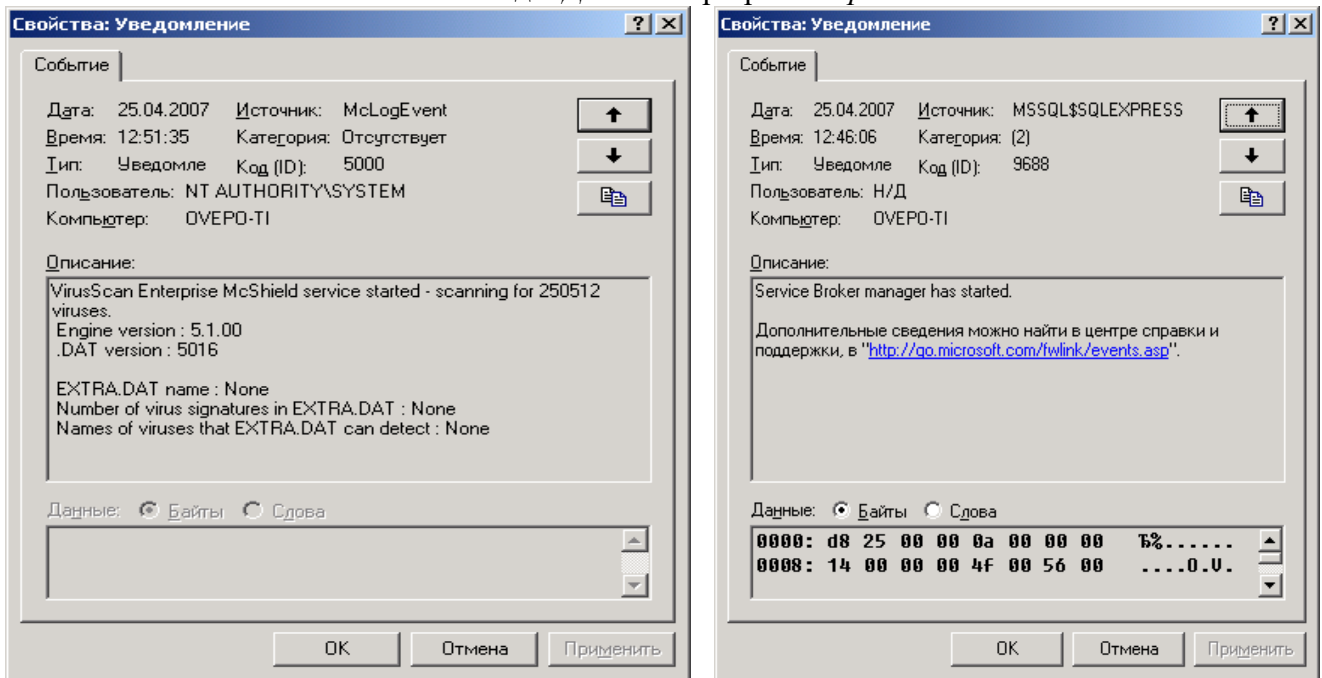 Свойства: Уведомление
Событие
Дата: 25.04.2007 Источник: McLogEvent
Время: 12:51:35 Категория: Отсутствует
Тип: Уведомле Код (ID): 5000
Пользователь: NT AUTHORITY\SYSTEM
Компьютер: OVEPO-TI
Описание:
VirusScan Enterprise McShield service started - scanning for 250512
viruses.
Engine version : 5.1.00
.DAT version : 5016
EXTRA.DAT name : None
Number of virus signatures in EXTRA.DAT : None
Names of viruses that EXTRA.DAT can detect : None
Данные: Байты Слова
OK Отмена Применить
Свойства: Уведомление
Событие
Дата: 25.04.2007 Источник: MSSQL$SQLEXPRESS
Время: 12:46:06 Категория: (2)
Тип: Уведомле Код (ID): 9688
Пользователь: Н/Д
Компьютер: OVEPO-TI
Описание:
Service Broker manager has started.
Дополнительные сведения можно найти в центре справки и
поддержки, в "http://go.microsoft.com/fwlink/events.asp".
Данные: Байты Слова
0000: d8 25 00 00 0a 00 00 00 Ђ%......
0008: 14 00 00 00 4f 00 56 00 ....O.V.
OK Отмена Применить